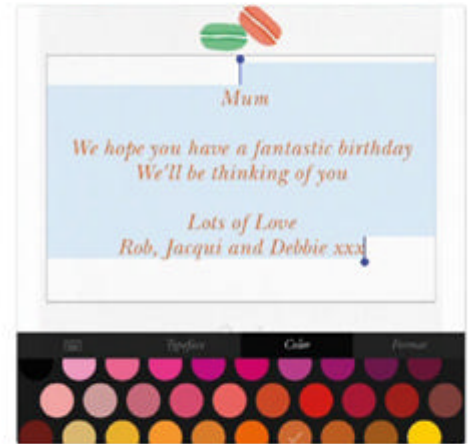 Mum
We hope you have a fantastic birthday
We'll be thinking of you
Lots of Love
Rob, Jacqui and Debbie xxx
Typeface Color Format